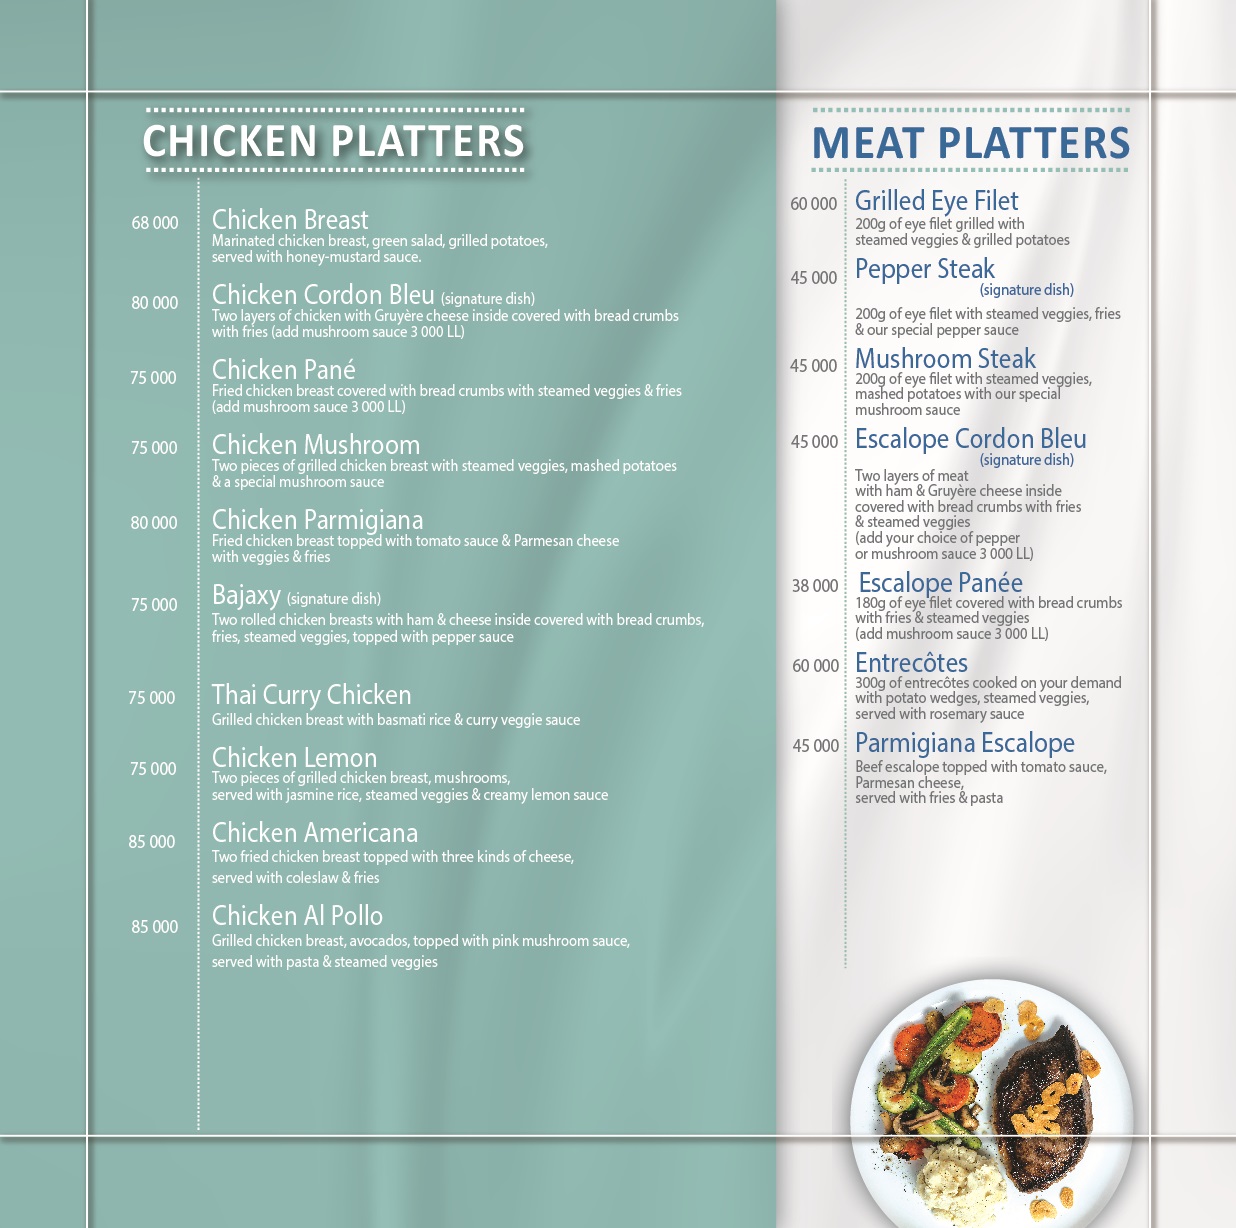 CHICKEN PLATTERS
68 000 Chicken Breast
Marinated chicken breast, green salad, grilled potatoes,
served with honey-mustard sauce.
80 000 Chicken Cordon Bleu (signature dish)
Two layers of chicken with Gruyère cheese inside covered with bread crumbs
with fries (add mushroom sauce 3 000 LL)
75 000 Chicken Pané
Fried chicken breast covered with bread crumbs with steamed veggies & fries
(add mushroom sauce 3 000 LL)
75 000 Chicken Mushroom
Two pieces of grilled chicken breast with steamed veggies, mashed potatoes
& a special mushroom sauce
80 000 Chicken Parmigiana
Fried chicken breast topped with tomato sauce & Parmesan cheese
with veggies & fries
75 000 Bajaxy (signature dish)
Two rolled chicken breasts with ham & cheese inside covered with bread crumbs,
fries, steamed veggies, topped with pepper sauce
75 000 Thai Curry Chicken
Grilled chicken breast with basmati rice & curry veggie sauce
75 000 Chicken Lemon
Two pieces of grilled chicken breast, mushrooms,
served with jasmine rice, steamed veggies & creamy lemon sauce
85 000 Chicken Americana
Two fried chicken breast topped with three kinds of cheese,
served with coleslaw & fries
85 000 Chicken Al Pollo
Grilled chicken breast, avocados, topped with pink mushroom sauce,
served with pasta & steamed veggies
MEAT PLATTERS
60 000 Grilled Eye Filet
200g of eye filet grilled with
steamed veggies & grilled potatoes
45 000 Pepper Steak
(signature dish)
200g of eye filet with steamed veggies, fries
& our special pepper sauce
45 000 Mushroom Steak
200g of eye filet with steamed veggies,
mashed potatoes with our special
mushroom sauce
45 000 Escalope Cordon Bleu
(signature dish)
Two layers of meat
with ham & Gruyère cheese inside
covered with bread crumbs with fries
& steamed veggies
(add your choice of pepper
or mushroom sauce 3 000 LL)
38 000 Escalope Panée
180g of eye filet covered with bread crumbs
with fries & steamed veggies
(add mushroom sauce 3 000 LL)
60 000 Entrecôtes
300g of entrecôtes cooked on your demand
with potato wedges, steamed veggies,
served with rosemary sauce
45 000 Parmigiana Escalope
Beef escalope topped with tomato sauce,
Parmesan cheese,
served with fries & pasta